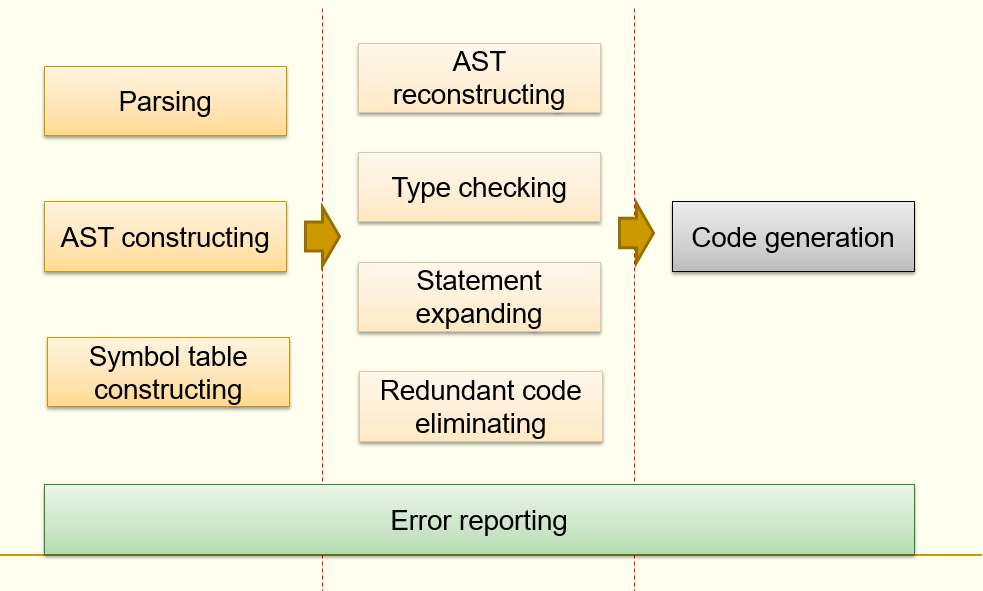 Parsing
AST constructing
Symbol table
constructing
AST
reconstructing
Type checking
Statement
expanding
Redundant code
eliminating
Code generation
Error reporting